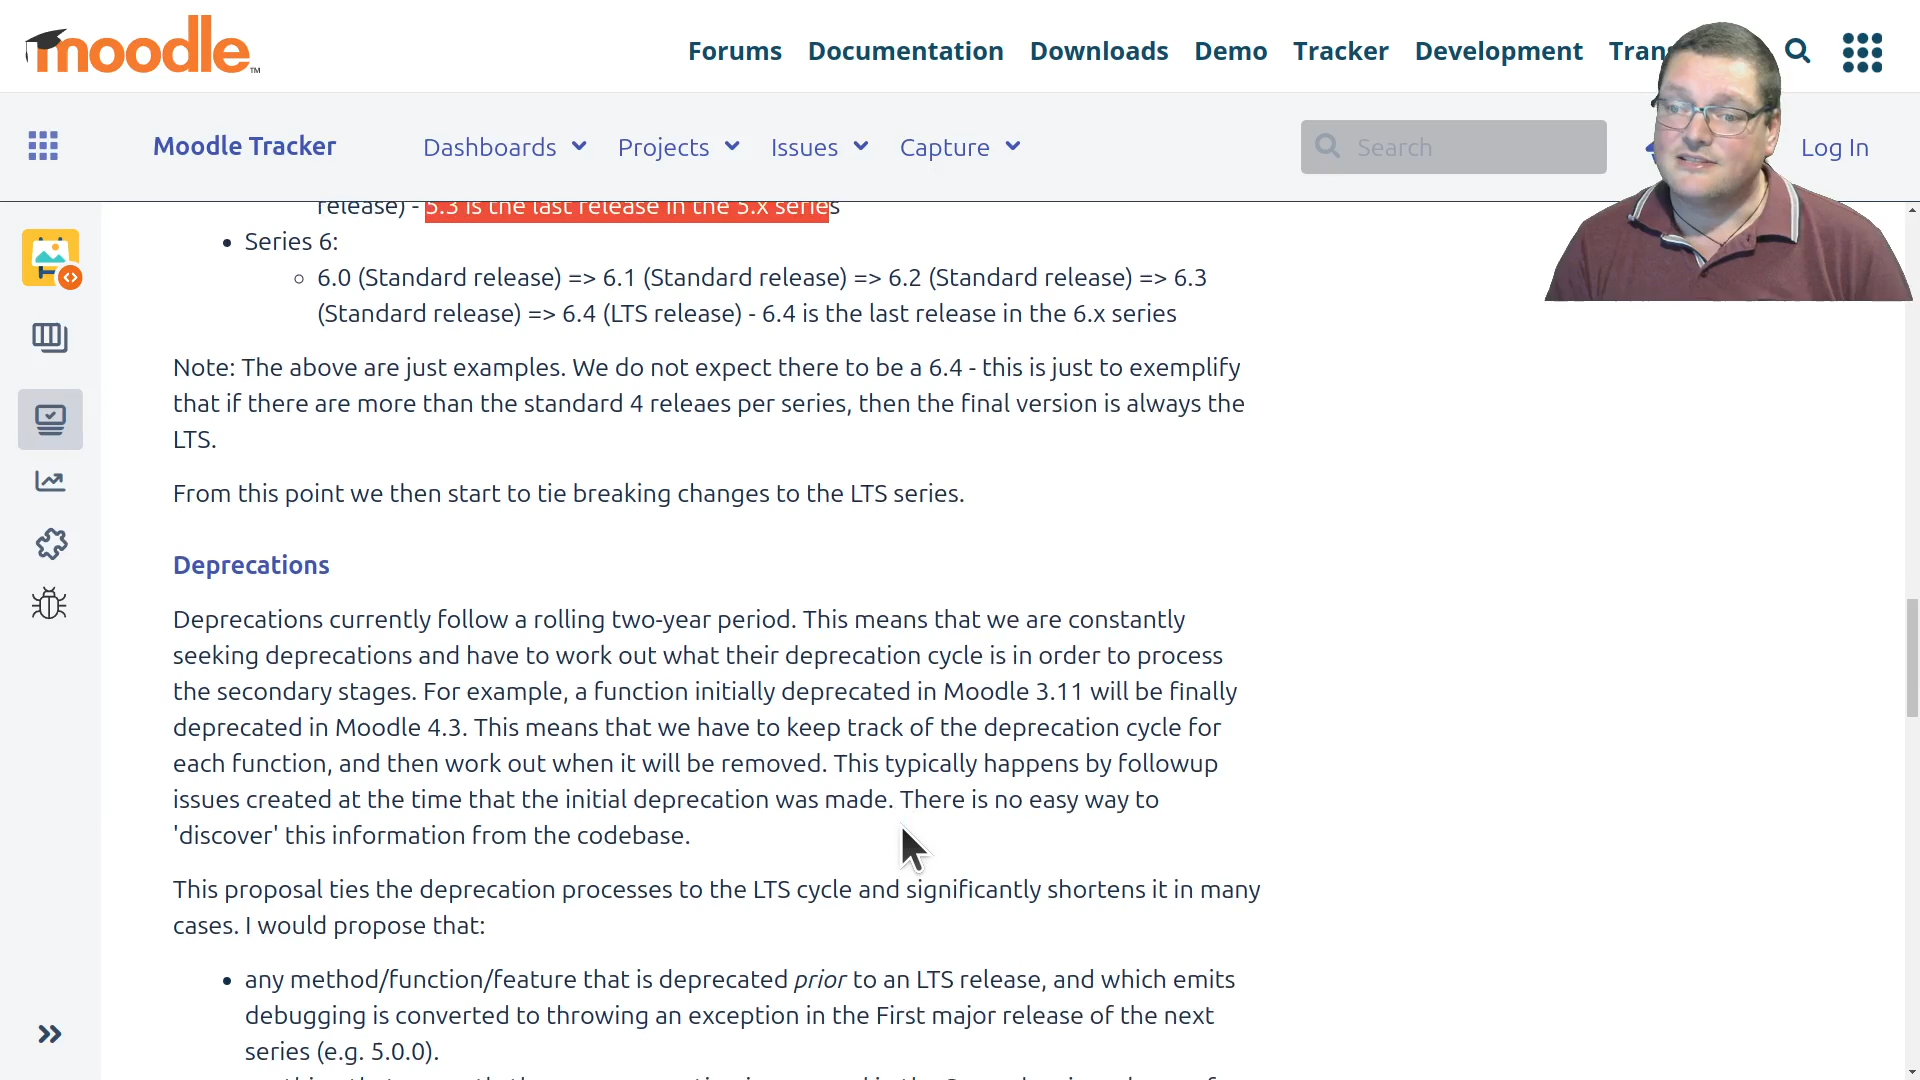 moodle™
Forums Documentation Downloads Demo Tracker Development
Moodle Tracker Dashboards Projects Issues Capture Search Log In
release) - 5.3 is the last release in the 5.x series
• Series 6:
6.0 (Standard release) => 6.1 (Standard release) => 6.2 (Standard release) => 6.3
(Standard release) => 6.4 (LTS release) - 6.4 is the last release in the 6.x series
Note: The above are just examples. We do not expect there to be a 6.4 - this is just to exemplify
that if there are more than the standard 4 releaes per series, then the final version is always the
LTS.
From this point we then start to tie breaking changes to the LTS series.
Deprecations
Deprecations currently follow a rolling two-year period. This means that we are constantly
seeking deprecations and have to work out what their deprecation cycle is in order to process
the secondary stages. For example, a function initially deprecated in Moodle 3.11 will be finally
deprecated in Moodle 4.3. This means that we have to keep track of the deprecation cycle for
each function, and then work out when it will be removed. This typically happens by followup
issues created at the time that the initial deprecation was made. There is no easy way to
'discover' this information from the codebase.
This proposal ties the deprecation processes to the LTS cycle and significantly shortens it in many
cases. I would propose that:
• any method/function/feature that is deprecated prior to an LTS release, and which emits
debugging is converted to throwing an exception in the First major release of the next
series (e.g. 5.0.0).